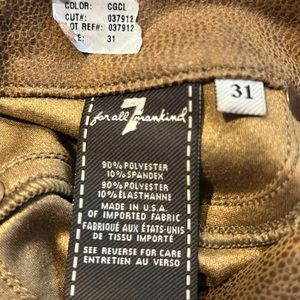 COLOR: CGCL
CUT#: 037912
LOT REF#: 037912
E: 31
31
7
for all mankind
90% POLYESTER
10% SPANDEX
90% POLYESTER
10% ÉLASTHANNE
MADE IN U.S.A.
OF IMPORTED FABRIC
FABRIQUÉ AUX ÉTATS-UNIS
DE TISSU IMPORTÉ
SEE REVERSE FOR CARE
ENTRETIEN AU VERSO